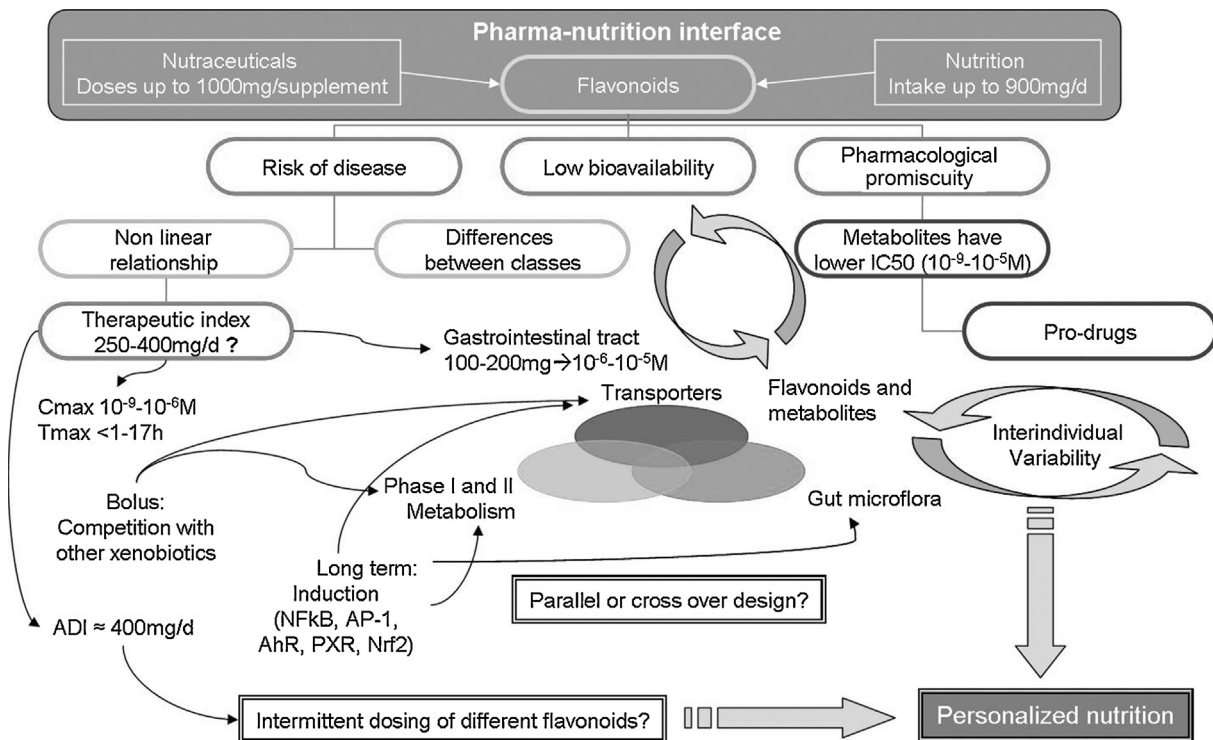 Pharma-nutrition interface
Nutraceuticals
Doses up to 1000mg/supplement
Flavonoids
Nutrition
Intake up to 900mg/d
Risk of disease
Low bioavailability
Pharmacological
promiscuity
Non linear
relationship
Differences
between classes
Metabolites have
lower IC50 (10⁻⁹-10⁻⁵M)
Therapeutic index
250-400mg/d ?
Gastrointestinal tract
100-200mg→10⁻⁶-10⁻⁵M
Pro-drugs
Cmax 10⁻⁹-10⁻⁶M
Tmax <1-17h
Transporters
Flavonoids and
metabolites
Interindividual
Variability
Bolus:
Competition with
other xenobiotics
Phase I and II
Metabolism
Gut microflora
Long term:
Induction
(NFkB, AP-1,
AhR, PXR, Nrf2)
Parallel or cross over design?
ADI ≈ 400mg/d
Intermittent dosing of different flavonoids?
Personalized nutrition